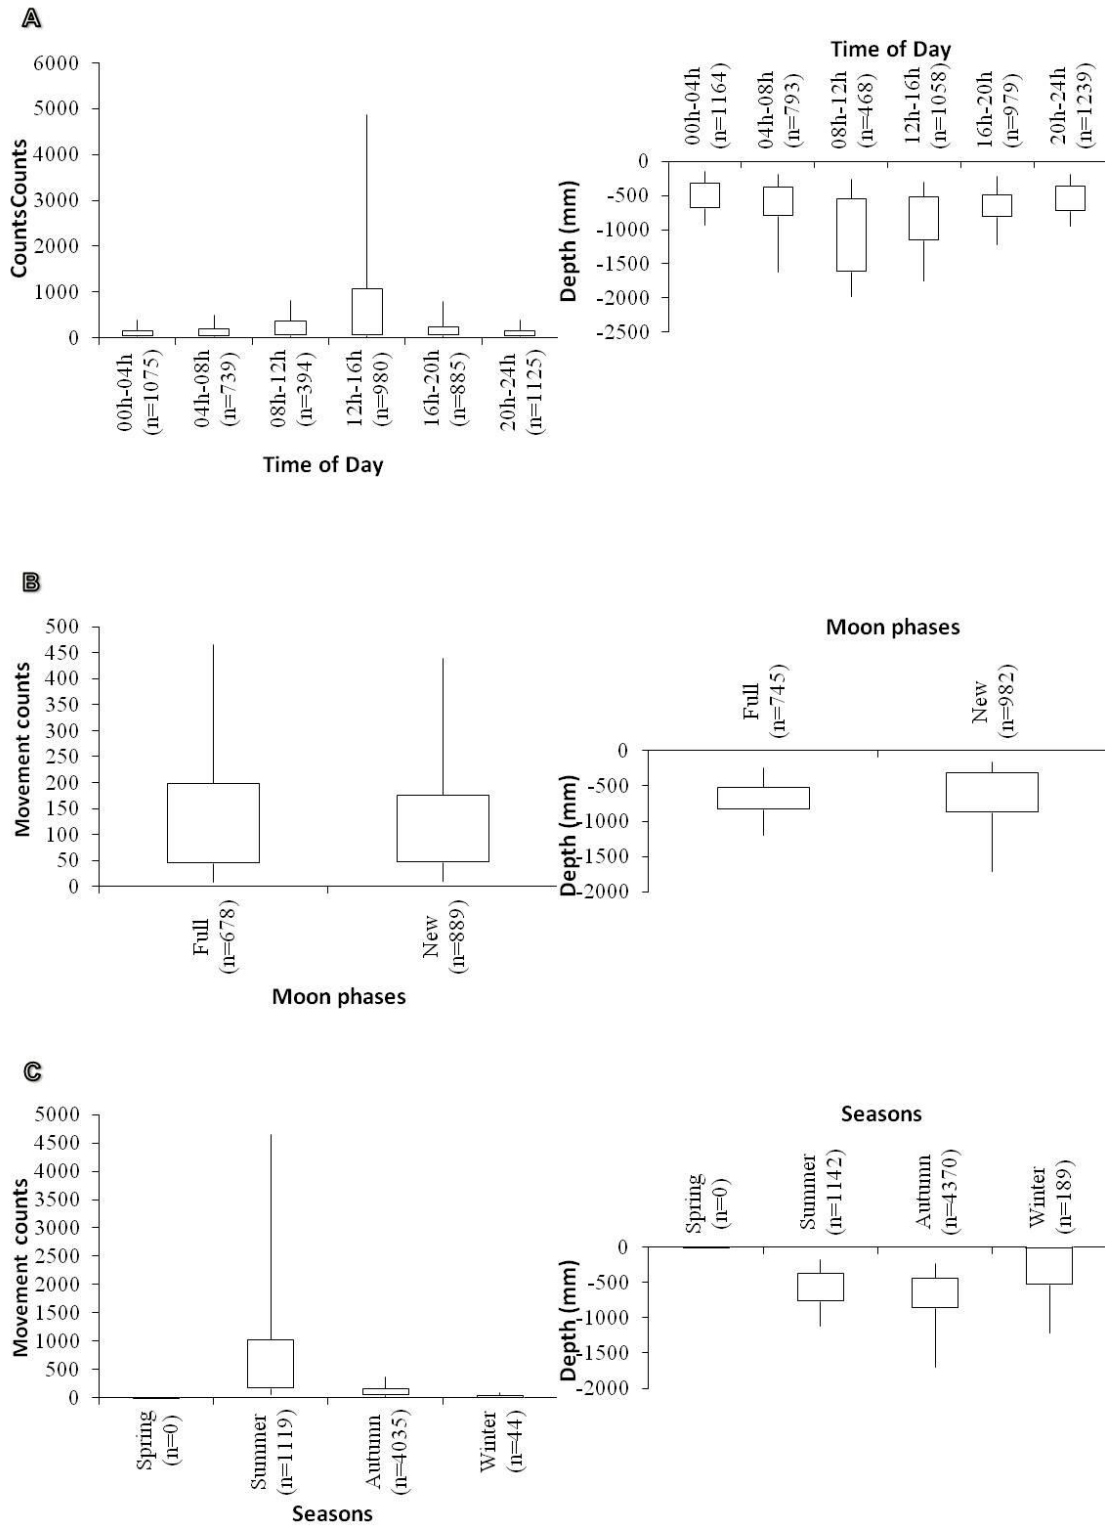 A
6000
5000
4000
3000
2000
1000
0
CountsCounts
00h-04h
(n=1075)
04h-08h
(n=739)
08h-12h
(n=394)
12h-16h
(n=980)
16h-20h
(n=885)
20h-24h
(n=1125)
Time of Day
Time of Day
00h-04h
(n=1164)
04h-08h
(n=793)
08h-12h
(n=468)
12h-16h
(n=1058)
16h-20h
(n=979)
20h-24h
(n=1239)
0
-500
-1000
-1500
-2000
-2500
Depth (mm)
B
500
450
400
350
300
250
200
150
100
50
0
Movement counts
Full
(n=678)
New
(n=889)
Moon phases
Moon phases
Full
(n=745)
New
(n=982)
0
-500
-1000
-1500
-2000
Depth (mm)
C
5000
4500
4000
3500
3000
2500
2000
1500
1000
500
0
Movement counts
Spring
(n=0)
Summer
(n=1119)
Autumn
(n=4035)
Winter
(n=44)
Seasons
Seasons
Spring
(n=0)
Summer
(n=1142)
Autumn
(n=4370)
Winter
(n=189)
0
-500
-1000
-1500
-2000
Depth (mm)